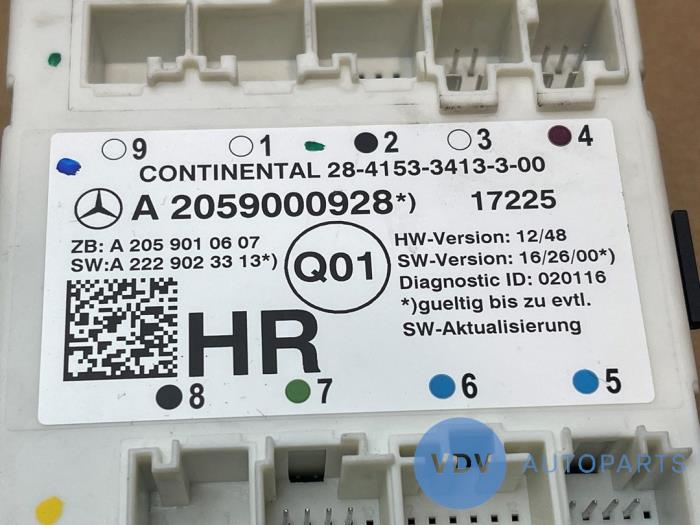 9 1 2 3 4
CONTINENTAL 28-4153-3413-3-00
A 2059000928*) 17225
ZB: A 205 901 0607
SW:A 222 902 33 13*)
Q01
HW-Version: 12/48
SW-Version: 16/26/00*)
Diagnostic ID: 020116
*)gueltig bis zu evtl.
SW-Aktualisierung
HR
8 7 6 5
VDV AUTOPARTS